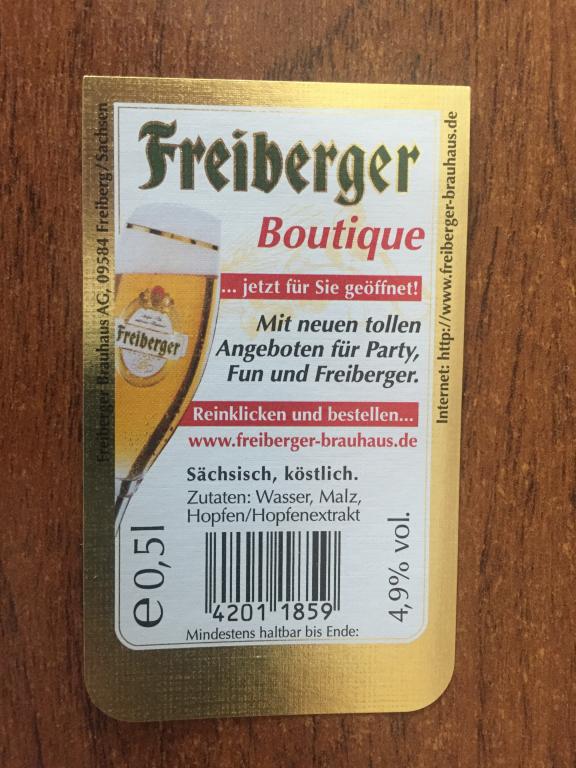 Freiberger
Boutique
... jetzt für Sie geöffnet!
Mit neuen tollen
Angeboten für Party,
Fun und Freiberger.
Reinklicken und bestellen...
www.freiberger-brauhaus.de
Sächsisch, köstlich.
Zutaten: Wasser, Malz,
Hopfen/Hopfenextrakt
4201 1859
Mindestens haltbar bis Ende:
e 0,5l
4,9% vol.
Freiberger Brauhaus AG, 09584 Freiberg/Sachsen
Internet: http://www.freiberger-brauhaus.de
Freiberger